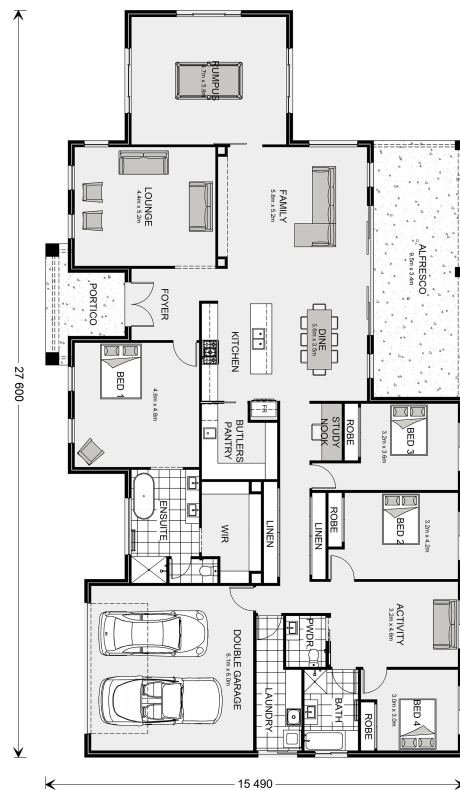 RUMPUS
LOUNGE
4.4m x 5.2m
FAMILY
5.8m x 5.2m
ALFRESCO
9.5m x 3.4m
PORTICO
FOYER
KITCHEN
DINE
3.6m x 3.5m
27 600
BED 1
4.6m x 4.6m
FR
BUTLERS
PANTRY
STUDY
NOOK
ROBE
BED 3
3.2m x 3.6m
ENSUITE
WIR
LINEN
LINEN
ROBE
BED 2
3.2m x 4.2m
DOUBLE GARAGE
6.1m x 6.0m
PWDR
ACTIVITY
3.2m x 4.6m
LAUNDRY
BATH
ROBE
BED 4
3.0m x 3.0m
15 490